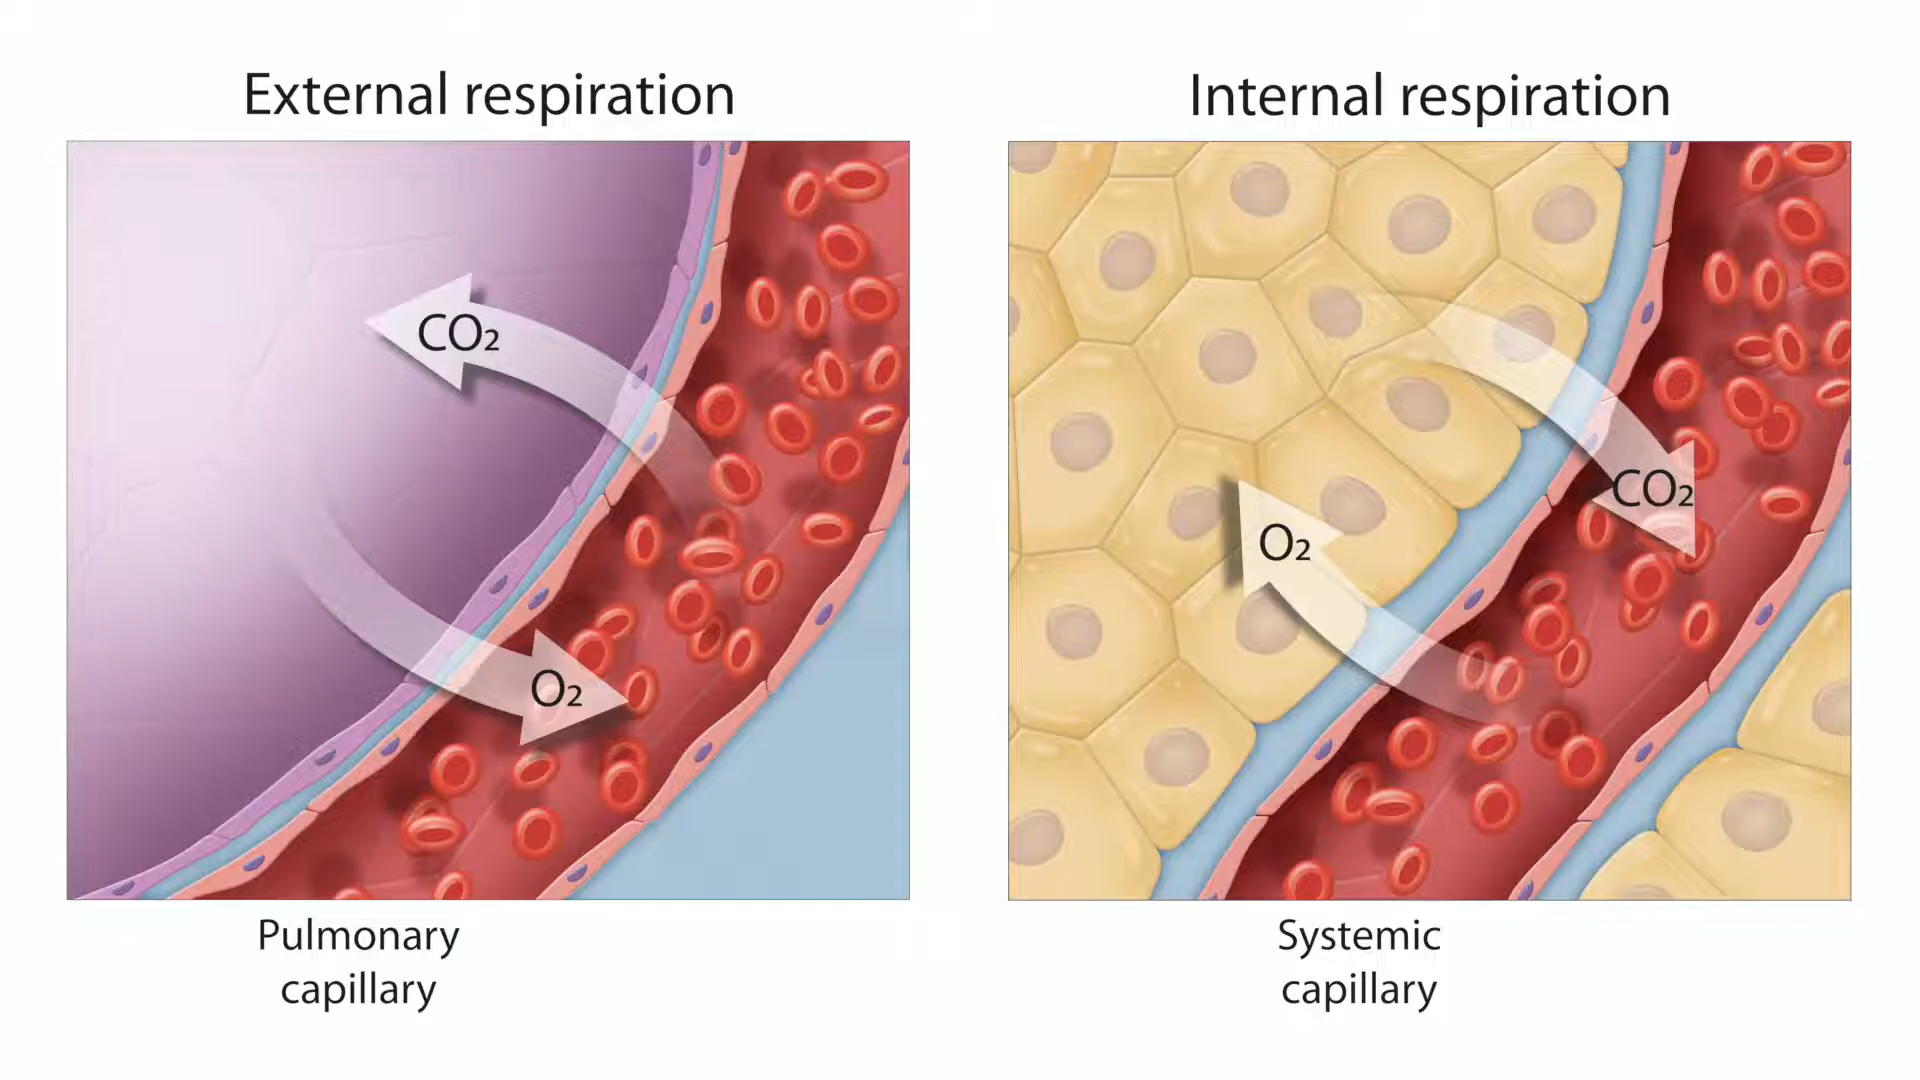 External respiration
Internal respiration
CO₂
O₂
CO₂
O₂
Pulmonary
capillary
Systemic
capillary